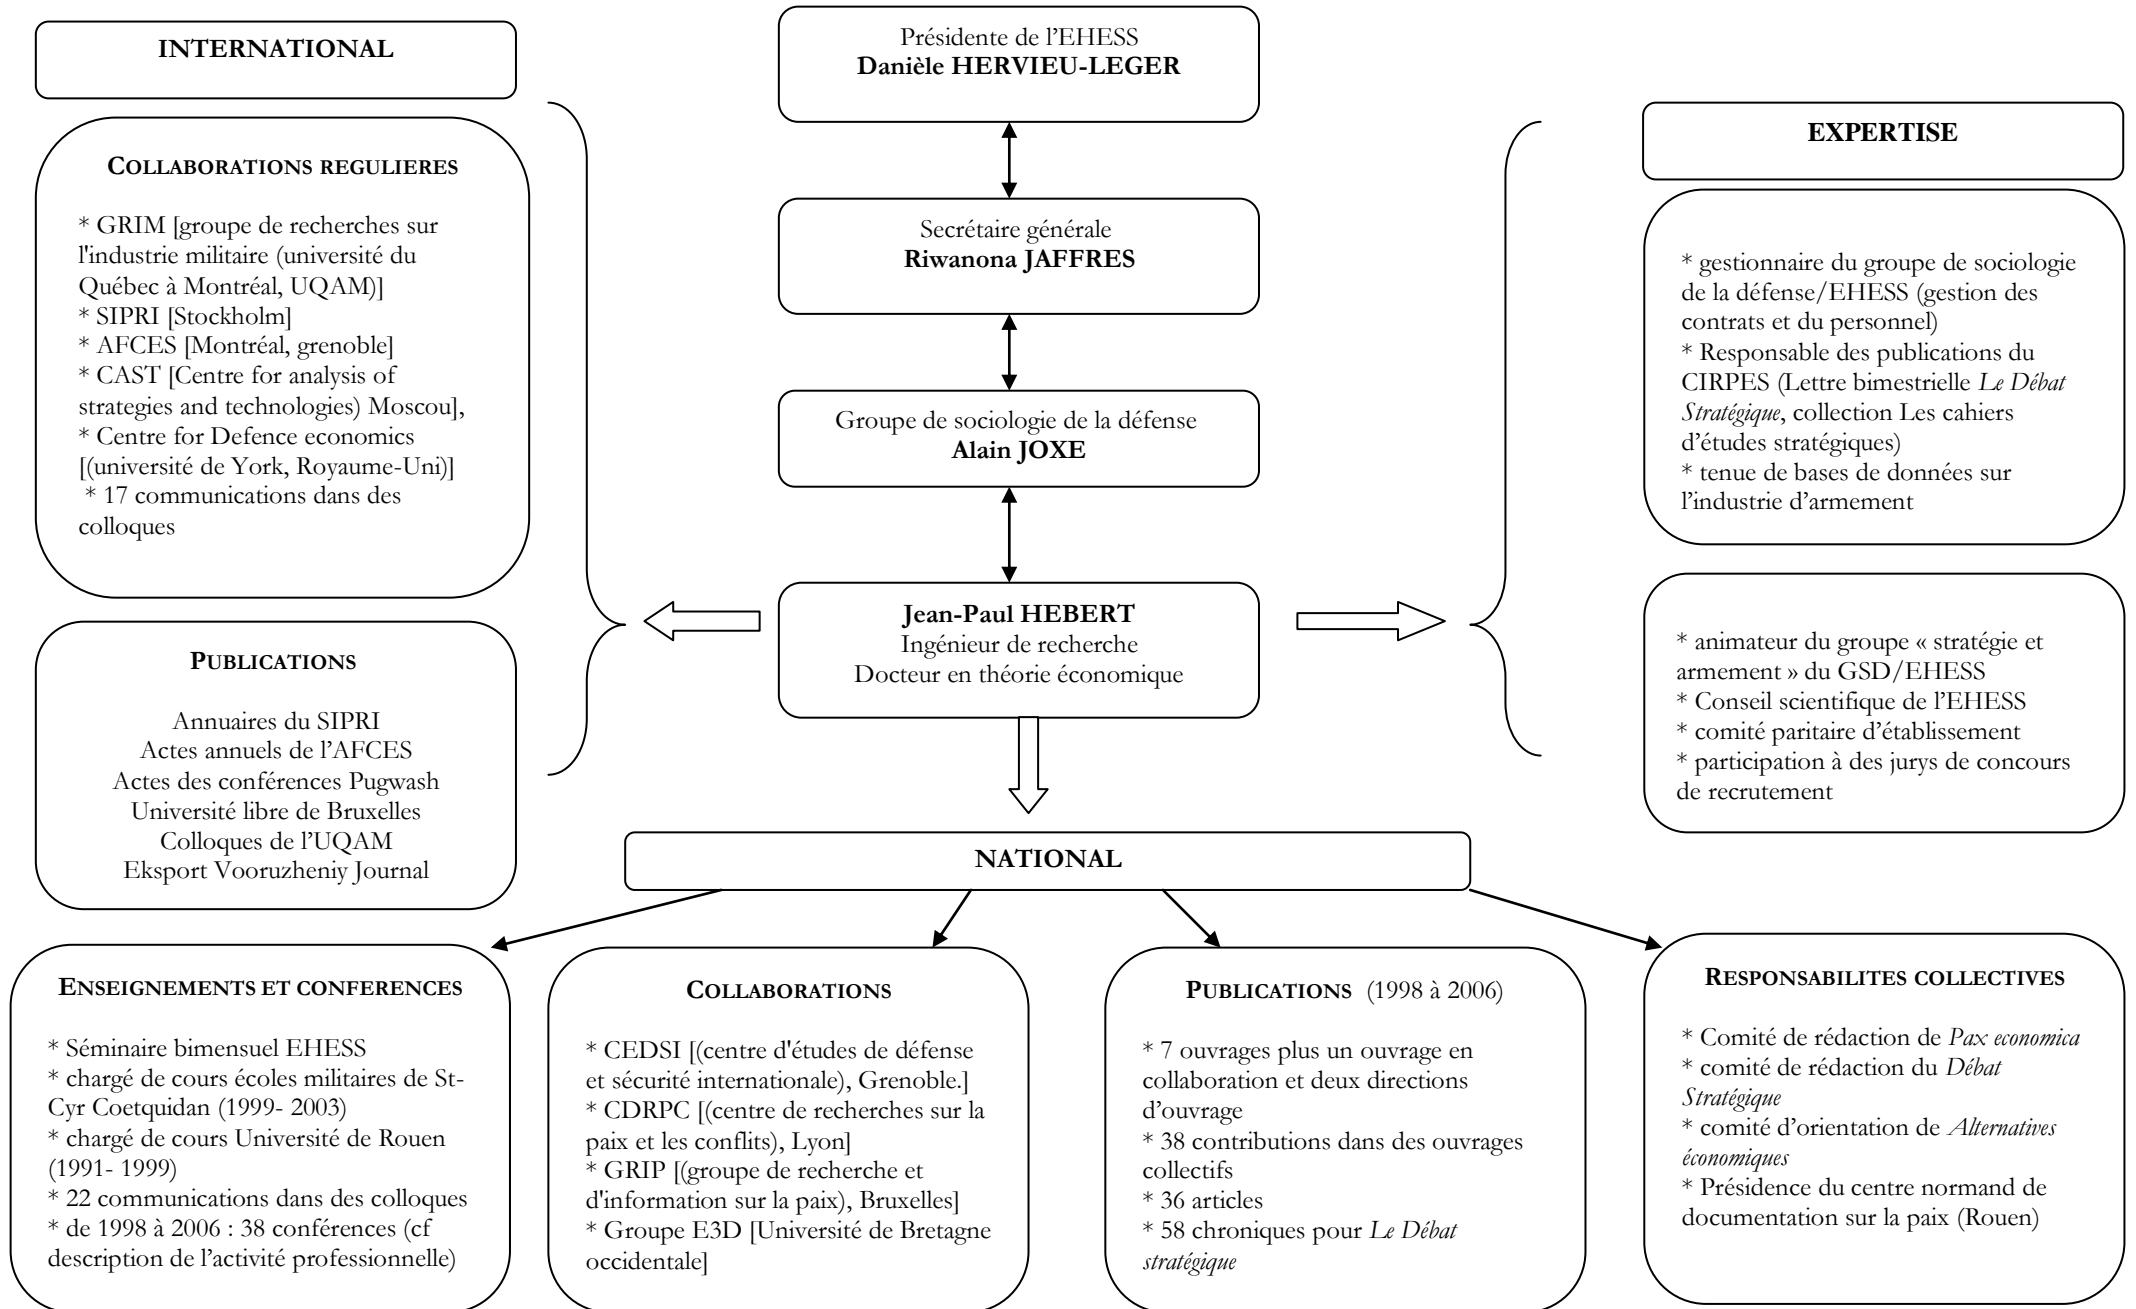 INTERNATIONAL
COLLABORATIONS REGULIERES
* GRIM [groupe de recherches sur
l'industrie militaire (université du
Québec à Montréal, UQAM)]
* SIPRI [Stockholm]
* AFCES [Montréal, grenoble]
* CAST [Centre for analysis of
strategies and technologies) Moscou],
* Centre for Defence economics
[(université de York, Royaume-Uni)]
* 17 communications dans des
colloques
PUBLICATIONS
Annuaires du SIPRI
Actes annuels de l’AFCES
Actes des conférences Pugwash
Université libre de Bruxelles
Colloques de l’UQAM
Eksport Vooruzheniy Journal
Présidente de l’EHESS
Danièle HERVIEU-LEGER
Secrétaire générale
Riwanona JAFFRES
Groupe de sociologie de la défense
Alain JOXE
Jean-Paul HEBERT
Ingénieur de recherche
Docteur en théorie économique
EXPERTISE
* gestionnaire du groupe de sociologie
de la défense/EHESS (gestion des
contrats et du personnel)
* Responsable des publications du
CIRPES (Lettre bimestrielle Le Débat
Stratégique, collection Les cahiers
d’études stratégiques)
* tenue de bases de données sur
l’industrie d’armement
* animateur du groupe « stratégie et
armement » du GSD/EHESS
* Conseil scientifique de l’EHESS
* comité paritaire d’établissement
* participation à des jurys de concours
de recrutement
NATIONAL
ENSEIGNEMENTS ET CONFERENCES
* Séminaire bimensuel EHESS
* chargé de cours écoles militaires de St-
Cyr Coetquidan (1999- 2003)
* chargé de cours Université de Rouen
(1991- 1999)
* 22 communications dans des colloques
* de 1998 à 2006 : 38 conférences (cf
description de l’activité professionnelle)
COLLABORATIONS
* CEDSI [(centre d'études de défense
et sécurité internationale), Grenoble.]
* CDRPC [(centre de recherches sur la
paix et les conflits), Lyon]
* GRIP [(groupe de recherche et
d'information sur la paix), Bruxelles]
* Groupe E3D [Université de Bretagne
occidentale]
PUBLICATIONS (1998 à 2006)
* 7 ouvrages plus un ouvrage en
collaboration et deux directions
d’ouvrage
* 38 contributions dans des ouvrages
collectifs
* 36 articles
* 58 chroniques pour Le Débat
stratégique
RESPONSABILITES COLLECTIVES
* Comité de rédaction de Pax economica
* comité de rédaction du Débat
Stratégique
* comité d’orientation de Alternatives
économiques
* Présidence du centre normand de
documentation sur la paix (Rouen)